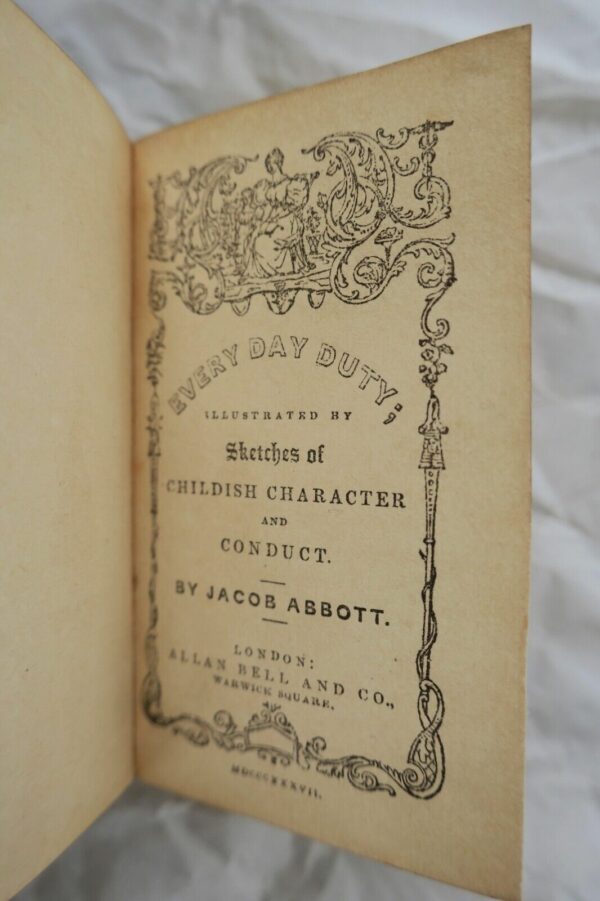 EVERY DAY DUTY;
ILLUSTRATED BY
Sketches of
CHILDISH CHARACTER
AND
CONDUCT.
BY JACOB ABBOTT.
LONDON:
ALLAN BELL AND CO.,
WARWICK SQUARE,
MDCCCXXXVII.